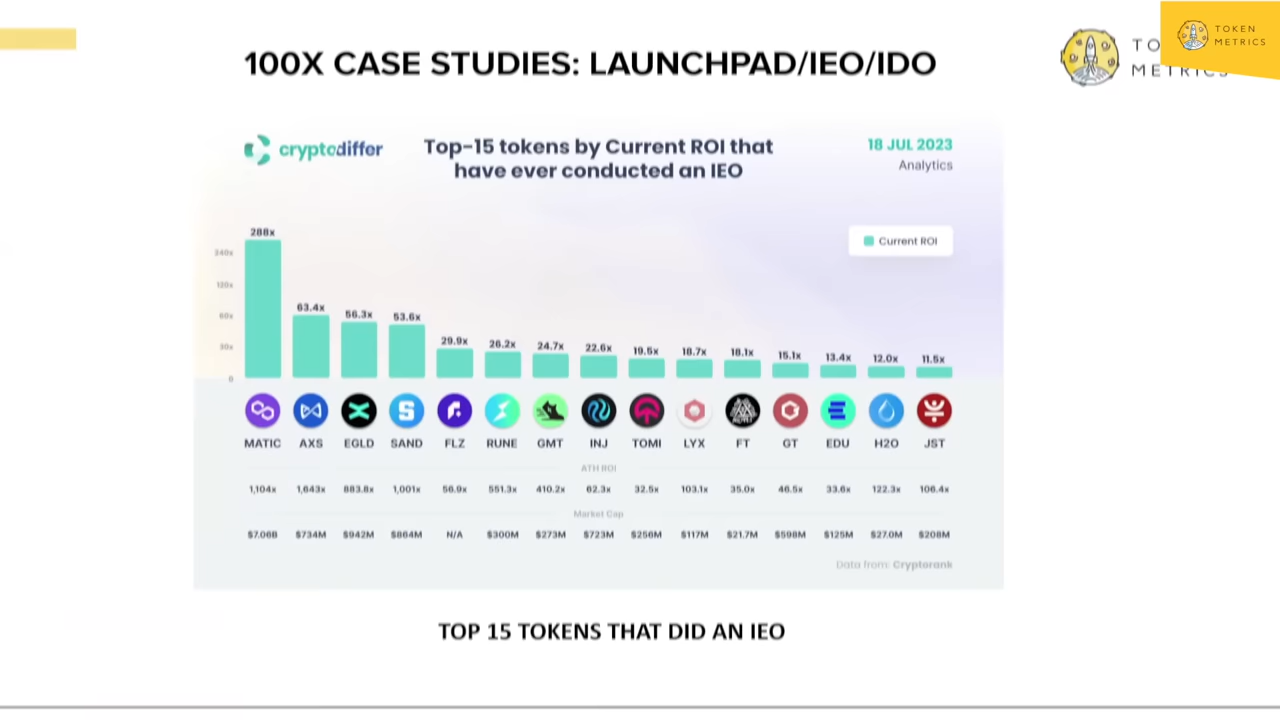 100X CASE STUDIES: LAUNCHPAD/IEO/IDO
TOKEN
METRICS
cryptodiffer
Top-15 tokens by Current ROI that
have ever conducted an IEO
18 JUL 2023
Analytics
Current ROI
240x
120x
60x
30x
0
288x 63.4x 56.3x 53.6x 29.9x 26.2x 24.7x 22.6x 19.5x 18.7x 18.1x 15.1x 13.4x 12.0x 11.5x
MATIC AXS EGLD SAND FLZ RUNE GMT INJ TOMI LYX FT GT EDU H2O JST
ATH ROI
1,104x 1,643x 883.8x 1,001x 56.9x 551.3x 410.2x 62.3x 32.5x 103.1x 35.0x 46.5x 33.6x 122.3x 106.4x
Market Cap
$7.06B $734M $942M $864M N/A $300M $273M $723M $256M $117M $21.7M $598M $125M $27.0M $208M
Data from: Cryptorank
TOP 15 TOKENS THAT DID AN IEO